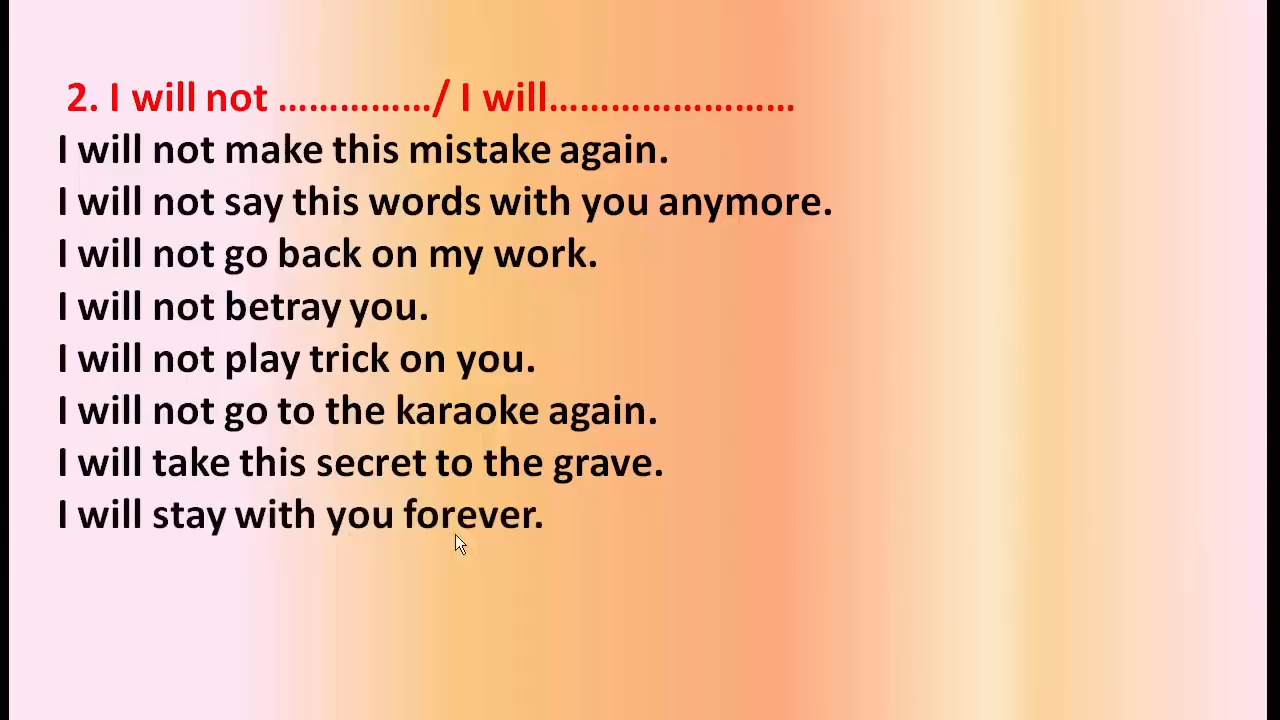 2. I will not ……………/ I will……………………
I will not make this mistake again.
I will not say this words with you anymore.
I will not go back on my work.
I will not betray you.
I will not play trick on you.
I will not go to the karaoke again.
I will take this secret to the grave.
I will stay with you forever.